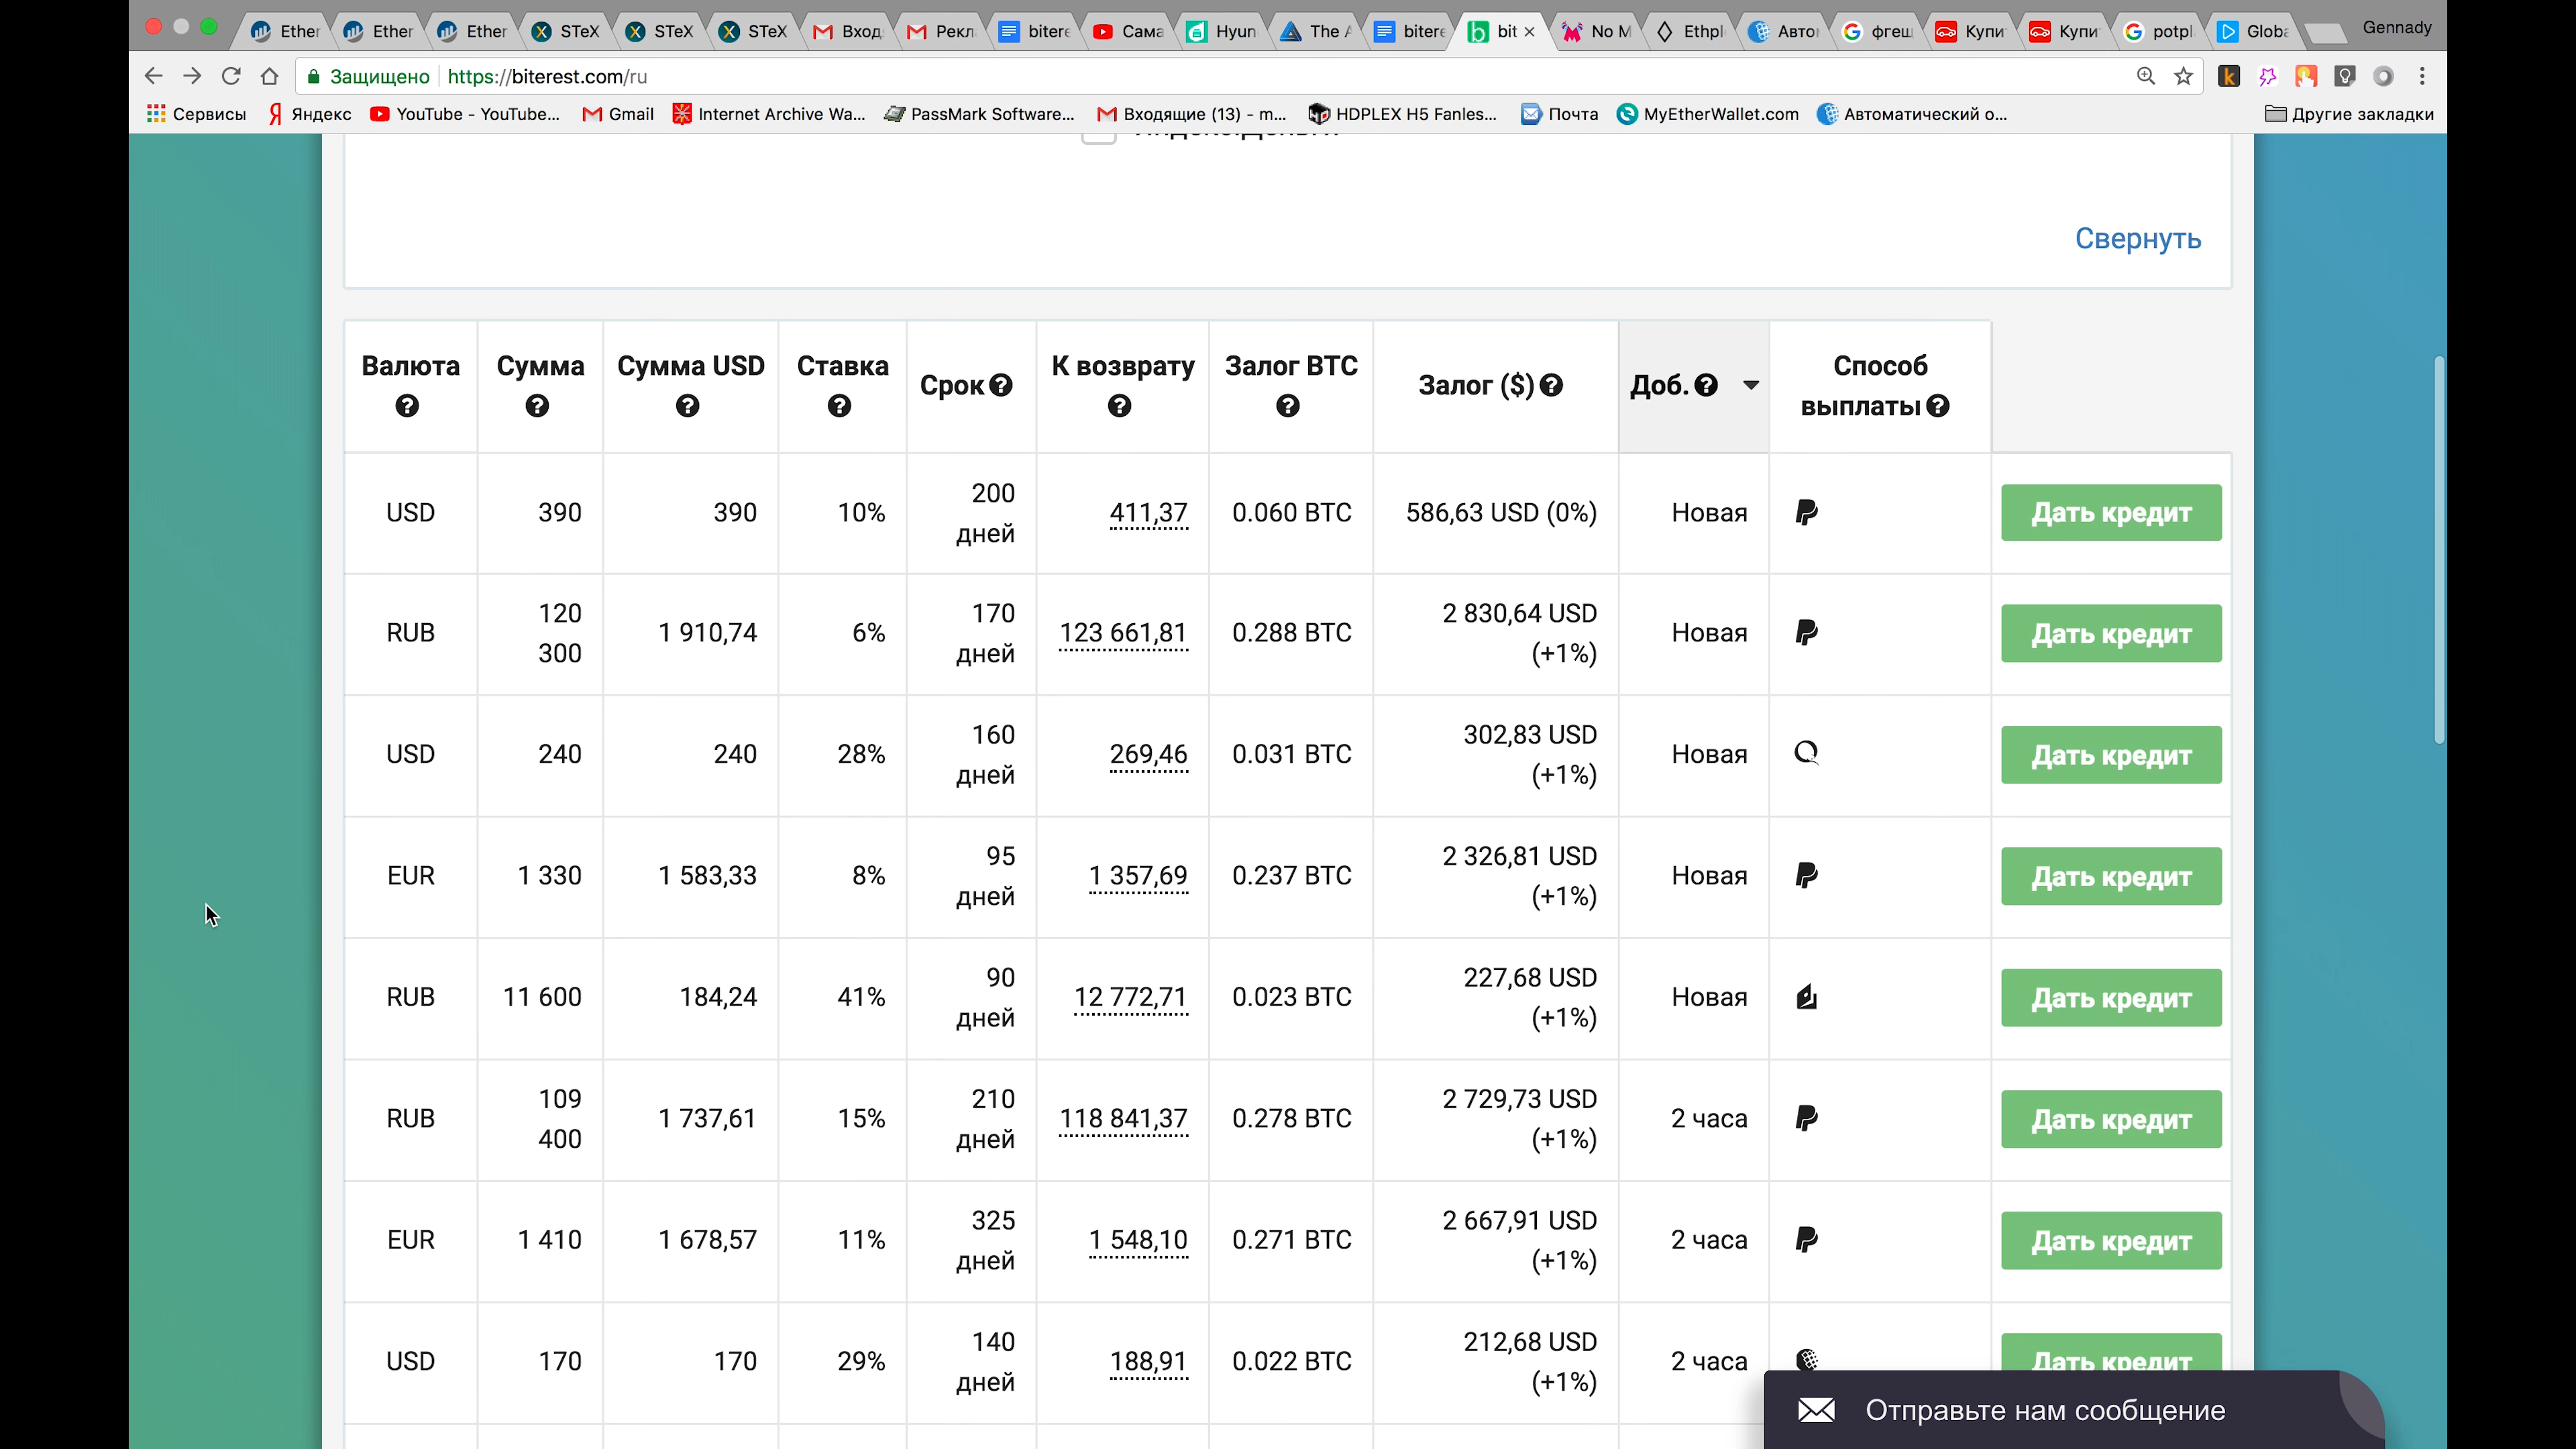 Ether
Ether
Ether
STeX
STeX
STeX
Вход
Рекл
bitere
Сама
Hyun
The A
bitere
bit
No M
Ethpl
Авто
фгеш
Купи
Купи
potpl
Globa
Gennady
Защищено https://biterest.com/ru
Сервисы Яндекс YouTube - YouTube... Gmail Internet Archive Wa... PassMark Software... Входящие (13) - m... HDPLEX H5 Fanles... Почта MyEtherWallet.com Автоматический о... Другие закладки
Свернуть
Валюта Сумма Сумма USD Ставка Срок К возврату Залог BTC Залог ($) Доб. Способ
выплаты
USD 390 390 10% 200 дней 411,37 0.060 BTC 586,63 USD (0%) Новая Дать кредит
RUB 120 300 1 910,74 6% 170 дней 123 661,81 0.288 BTC 2 830,64 USD (+1%) Новая Дать кредит
USD 240 240 28% 160 дней 269,46 0.031 BTC 302,83 USD (+1%) Новая Дать кредит
EUR 1 330 1 583,33 8% 95 дней 1 357,69 0.237 BTC 2 326,81 USD (+1%) Новая Дать кредит
RUB 11 600 184,24 41% 90 дней 12 772,71 0.023 BTC 227,68 USD (+1%) Новая Дать кредит
RUB 109 400 1 737,61 15% 210 дней 118 841,37 0.278 BTC 2 729,73 USD (+1%) 2 часа Дать кредит
EUR 1 410 1 678,57 11% 325 дней 1 548,10 0.271 BTC 2 667,91 USD (+1%) 2 часа Дать кредит
USD 170 170 29% 140 дней 188,91 0.022 BTC 212,68 USD (+1%) 2 часа Дать кредит
Отправьте нам сообщение